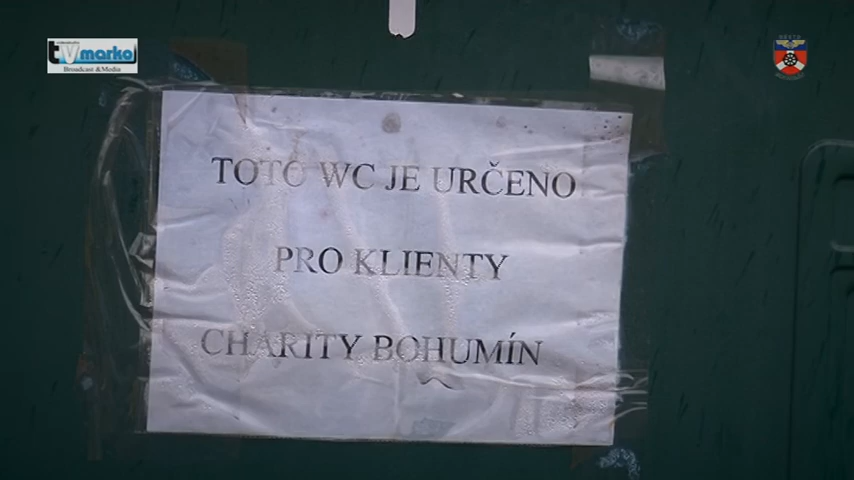 tvmarko
Broadcast &Media
TOTO WC JE URČENO
PRO KLIENTY
CHARITY BOHUMÍN